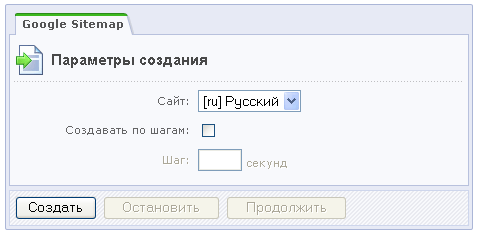 Google Sitemap
Параметры создания
Сайт: [ru] Русский
Создавать по шагам:
Шаг: секунд
Создать Остановить Продолжить